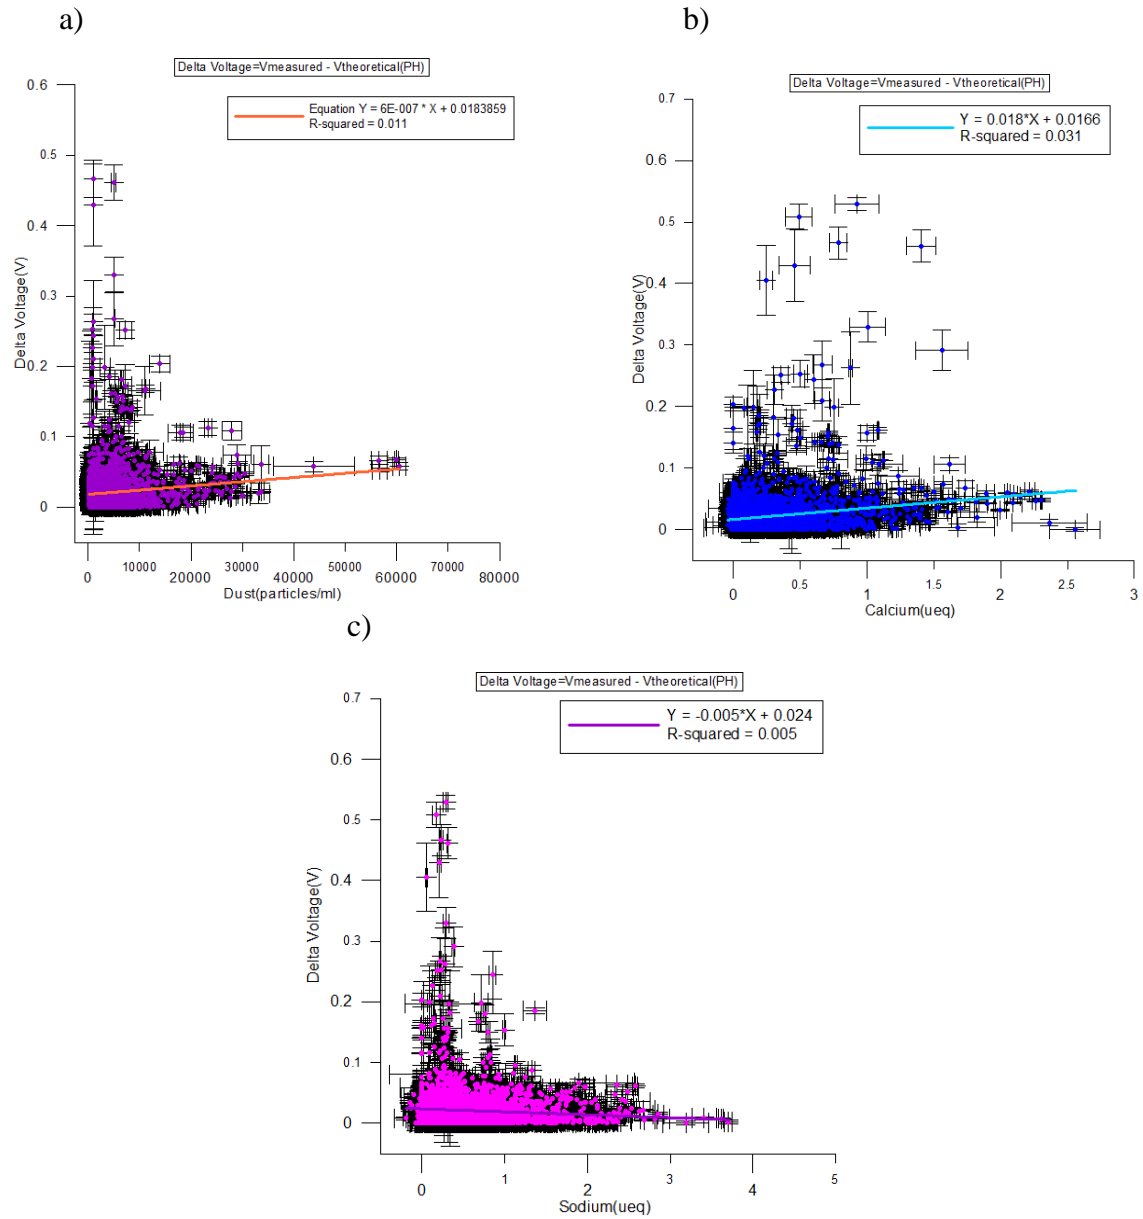 a)
Delta Voltage=Vmeasured - Vtheoretical(PH)
Equation Y = 6E-007 * X + 0.0183859
R-squared = 0.011
0.6
0.5
0.4
0.3
0.2
0.1
0
Delta Voltage(V)
0 10000 20000 30000 40000 50000 60000 70000 80000
Dust(particles/ml)
b)
Delta Voltage=Vmeasured - Vtheoretical(PH)
Y = 0.018*X + 0.0166
R-squared = 0.031
0.7
0.6
0.5
0.4
0.3
0.2
0.1
0
Delta Voltage(V)
0 0.5 1 1.5 2 2.5 3
Calcium(ueq)
c)
Delta Voltage=Vmeasured - Vtheoretical(PH)
Y = -0.005*X + 0.024
R-squared = 0.005
0.7
0.6
0.5
0.4
0.3
0.2
0.1
0
Delta Voltage(V)
0 1 2 3 4 5
Sodium(ueq)